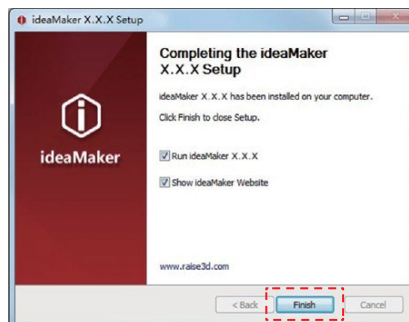 ideaMaker X.X.X Setup
Completing the ideaMaker
X.X.X Setup
ideaMaker X.X.X has been installed on your computer.
Click Finish to close Setup.
ideaMaker
Run ideaMaker X.X.X
Show ideaMaker Website
www.raise3d.com
< Back
Finish
Cancel